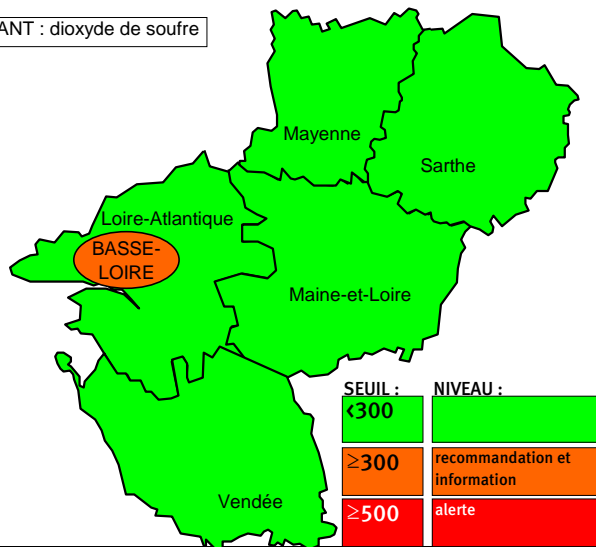 ANT : dioxyde de soufre
Mayenne
Sarthe
Loire-Atlantique
BASSE-
LOIRE
Maine-et-Loire
Vendée
SEUIL : NIVEAU :
<300
≥300 recommandation et
information
≥500 alerte